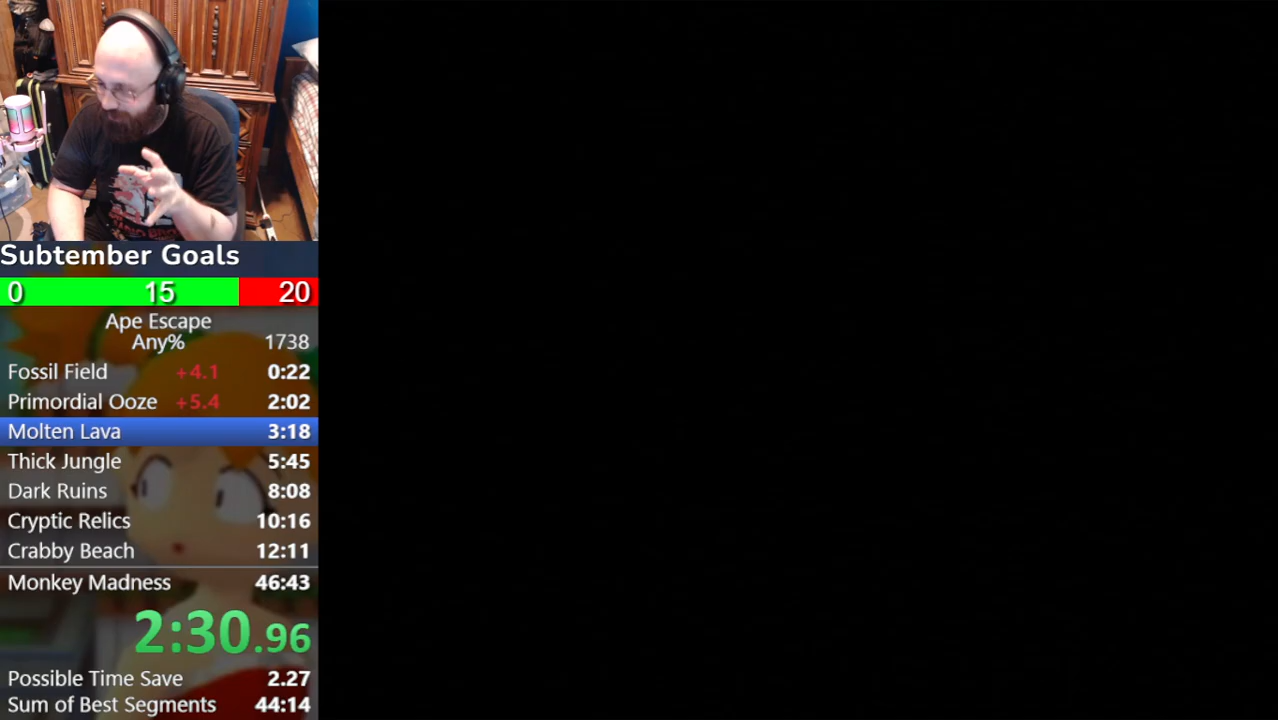 Subtember Goals
0 15 20
Ape Escape
Any% 1738
Fossil Field +4.1 0:22
Primordial Ooze +5.4 2:02
Molten Lava 3:18
Thick Jungle 5:45
Dark Ruins 8:08
Cryptic Relics 10:16
Crabby Beach 12:11
Monkey Madness 46:43
2:30.96
Possible Time Save 2.27
Sum of Best Segments 44:14